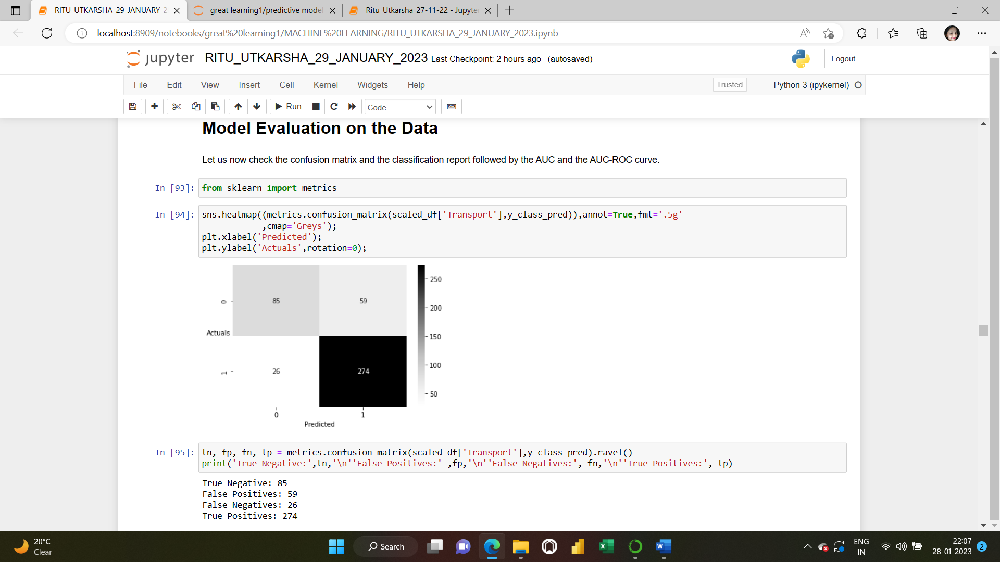 RITU_UTKARSHA_29_JANUARY_2
great learning1/predictive model
Ritu_Utkarsha_27-11-22 - Jupyte
localhost:8909/notebooks/great%20learning1/MACHINE%20LEARNING/RITU_UTKARSHA_29_JANUARY_2023.ipynb
jupyter RITU_UTKARSHA_29_JANUARY_2023 Last Checkpoint: 2 hours ago (autosaved)
Logout
File Edit View Insert Cell Kernel Widgets Help
Trusted
Python 3 (ipykernel)
Run
Code
Model Evaluation on the Data
Let us now check the confusion matrix and the classification report followed by the AUC and the AUC-ROC curve.
In [93]: from sklearn import metrics
In [94]: sns.heatmap((metrics.confusion_matrix(scaled_df['Transport'],y_class_pred)),annot=True,fmt='.5g'
,cmap='Greys');
plt.xlabel('Predicted');
plt.ylabel('Actuals',rotation=0);
250
0 85 59
200
Actuals
150
100
1 26 274
50
0 1
Predicted
In [95]: tn, fp, fn, tp = metrics.confusion_matrix(scaled_df['Transport'],y_class_pred).ravel()
print('True Negative:',tn,'\n''False Positives:' ,fp,'\n''False Negatives:', fn,'\n''True Positives:', tp)
True Negative: 85
False Positives: 59
False Negatives: 26
True Positives: 274
20°C
Clear
Search
ENG
IN
22:07
28-01-2023
2